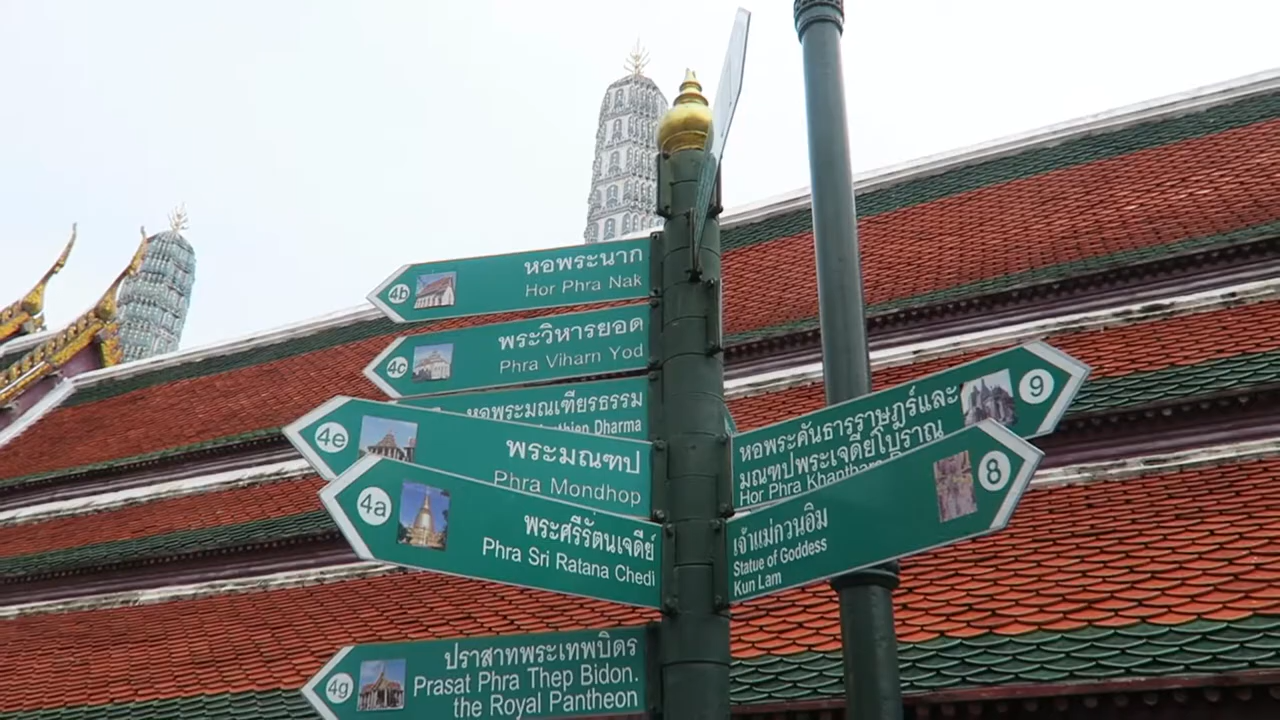 4b
หอพระนาก
Hor Phra Nak
4c
พระวิหารยอด
Phra Viharn Yod
หอพระมณเฑียรธรรม
Dharma
4e
พระมณฑป
Phra Mondhop
4a
พระศรีรัตนเจดีย์
Phra Sri Ratana Chedi
4g
ปราสาทพระเทพบิดร
Prasat Phra Thep Bidon.
the Royal Pantheon
9
หอพระคันธารราษฎร์และ
มณฑปพระเจดีย์โบราณ
Hor Phra
8
เจ้าแม่กวนอิม
Statue of Goddess
Kun Lam